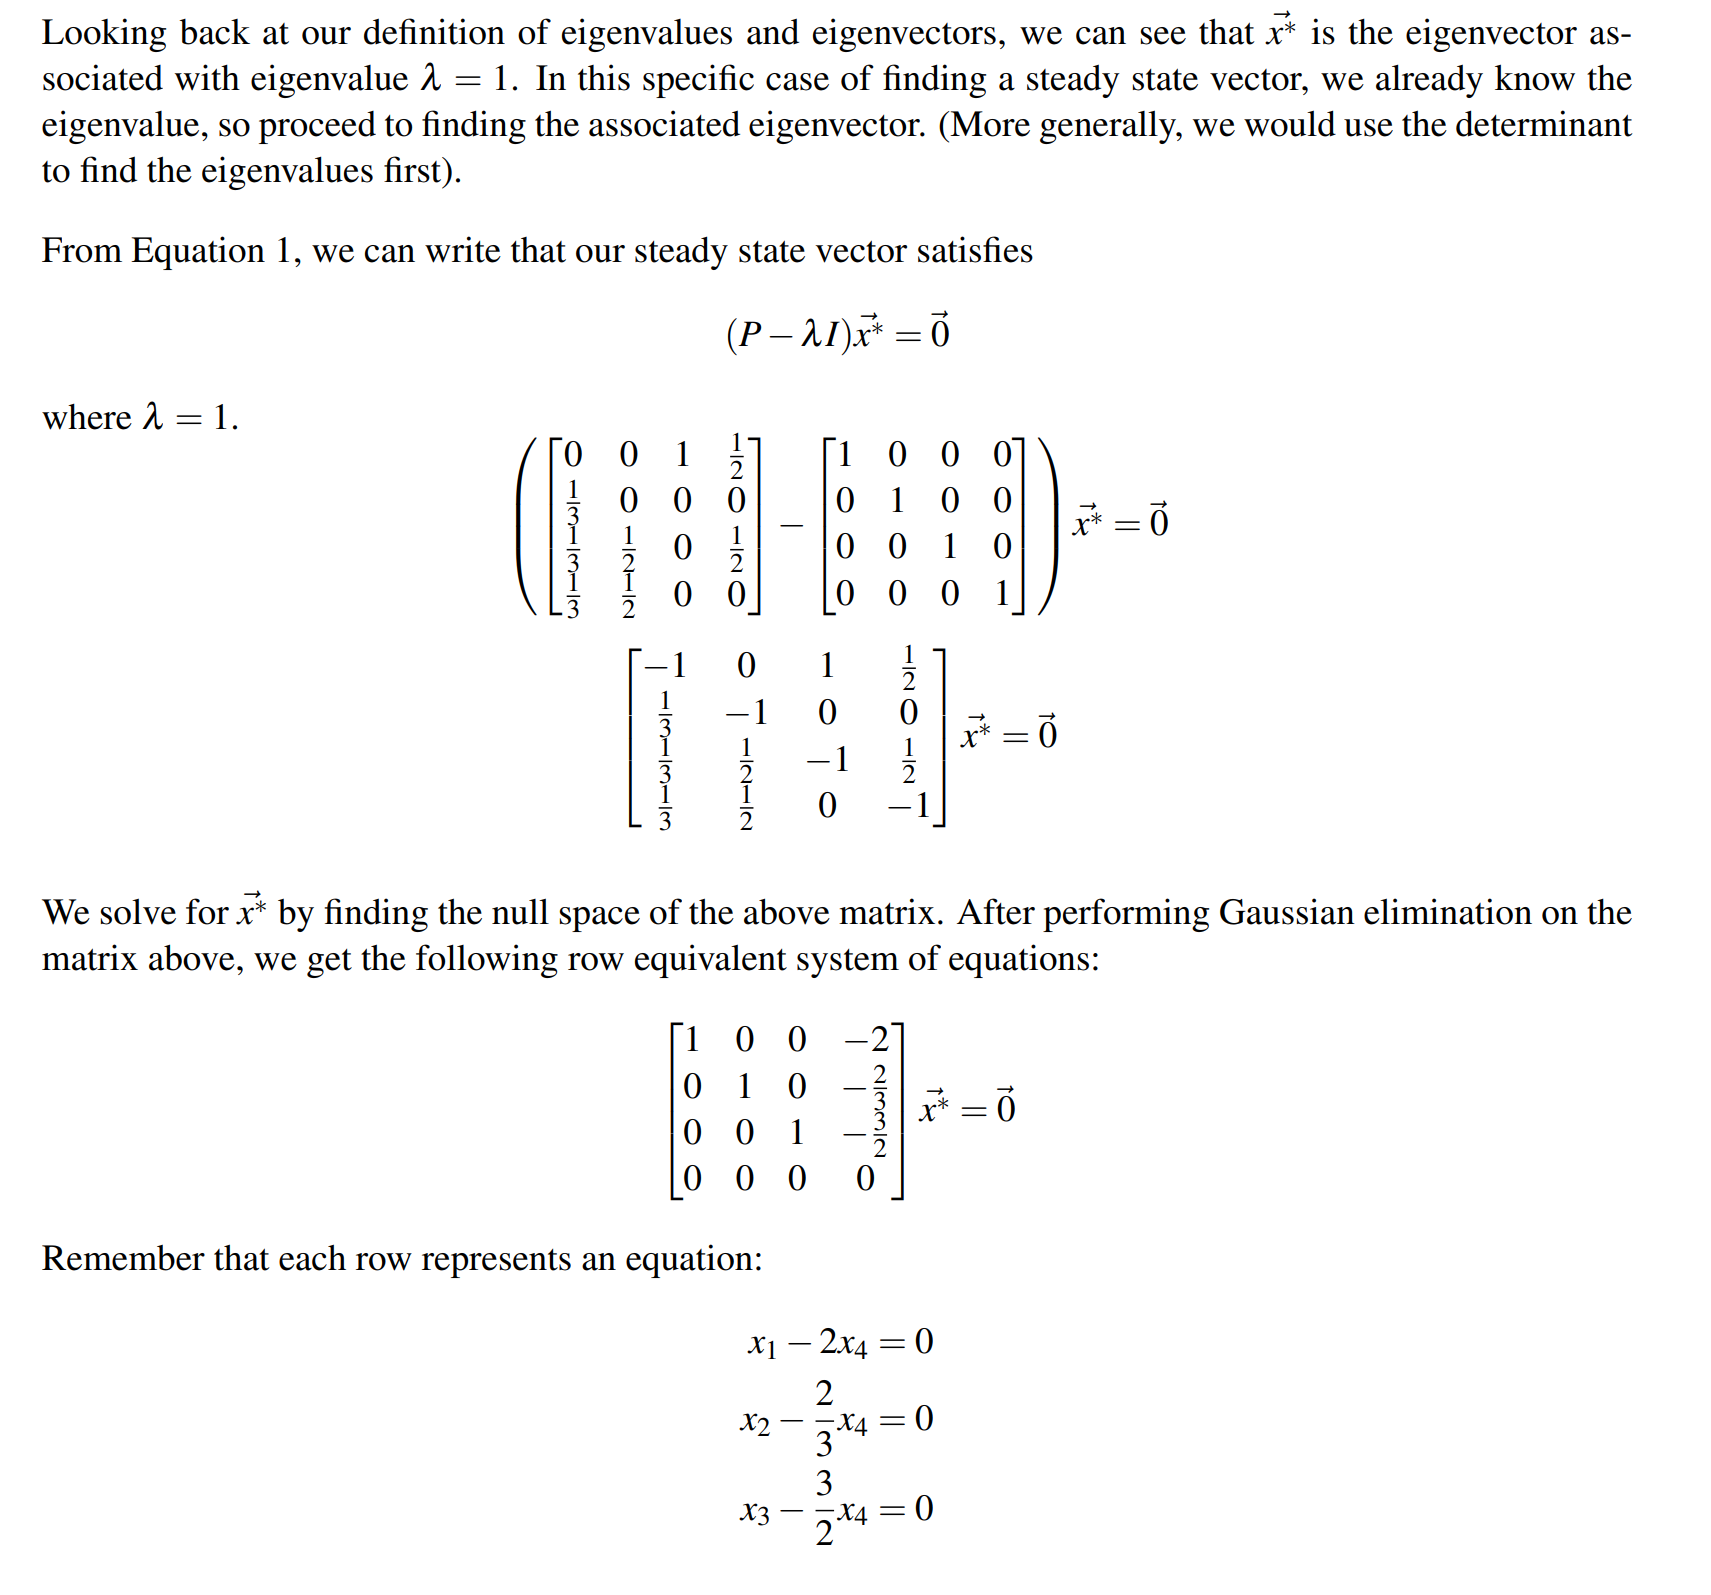 Looking back at our definition of eigenvalues and eigenvectors, we can see that $\vec{x^*}$ is the eigenvector as-
sociated with eigenvalue λ = 1. In this specific case of finding a steady state vector, we already know the
eigenvalue, so proceed to finding the associated eigenvector. (More generally, we would use the determinant
to find the eigenvalues first).
From Equation 1, we can write that our steady state vector satisfies
$(P - \lambda I)\vec{x^*} = \vec{0}$
where λ = 1.
$\left(\begin{bmatrix} 0 & 0 & 1 & \frac{1}{2} \\ \frac{1}{3} & 0 & 0 & 0 \\ \frac{1}{3} & \frac{1}{2} & 0 & \frac{1}{2} \\ \frac{1}{3} & \frac{1}{2} & 0 & 0 \end{bmatrix} - \begin{bmatrix} 1 & 0 & 0 & 0 \\ 0 & 1 & 0 & 0 \\ 0 & 0 & 1 & 0 \\ 0 & 0 & 0 & 1 \end{bmatrix}\right)\vec{x^*} = \vec{0}$
$\begin{bmatrix} -1 & 0 & 1 & \frac{1}{2} \\ \frac{1}{3} & -1 & 0 & 0 \\ \frac{1}{3} & \frac{1}{2} & -1 & \frac{1}{2} \\ \frac{1}{3} & \frac{1}{2} & 0 & -1 \end{bmatrix}\vec{x^*} = \vec{0}$
We solve for $\vec{x^*}$ by finding the null space of the above matrix. After performing Gaussian elimination on the
matrix above, we get the following row equivalent system of equations:
$\begin{bmatrix} 1 & 0 & 0 & -2 \\ 0 & 1 & 0 & -\frac{2}{3} \\ 0 & 0 & 1 & -\frac{3}{2} \\ 0 & 0 & 0 & 0 \end{bmatrix}\vec{x^*} = \vec{0}$
Remember that each row represents an equation:
$x_1 - 2x_4 = 0$
$x_2 - \frac{2}{3}x_4 = 0$
$x_3 - \frac{3}{2}x_4 = 0$